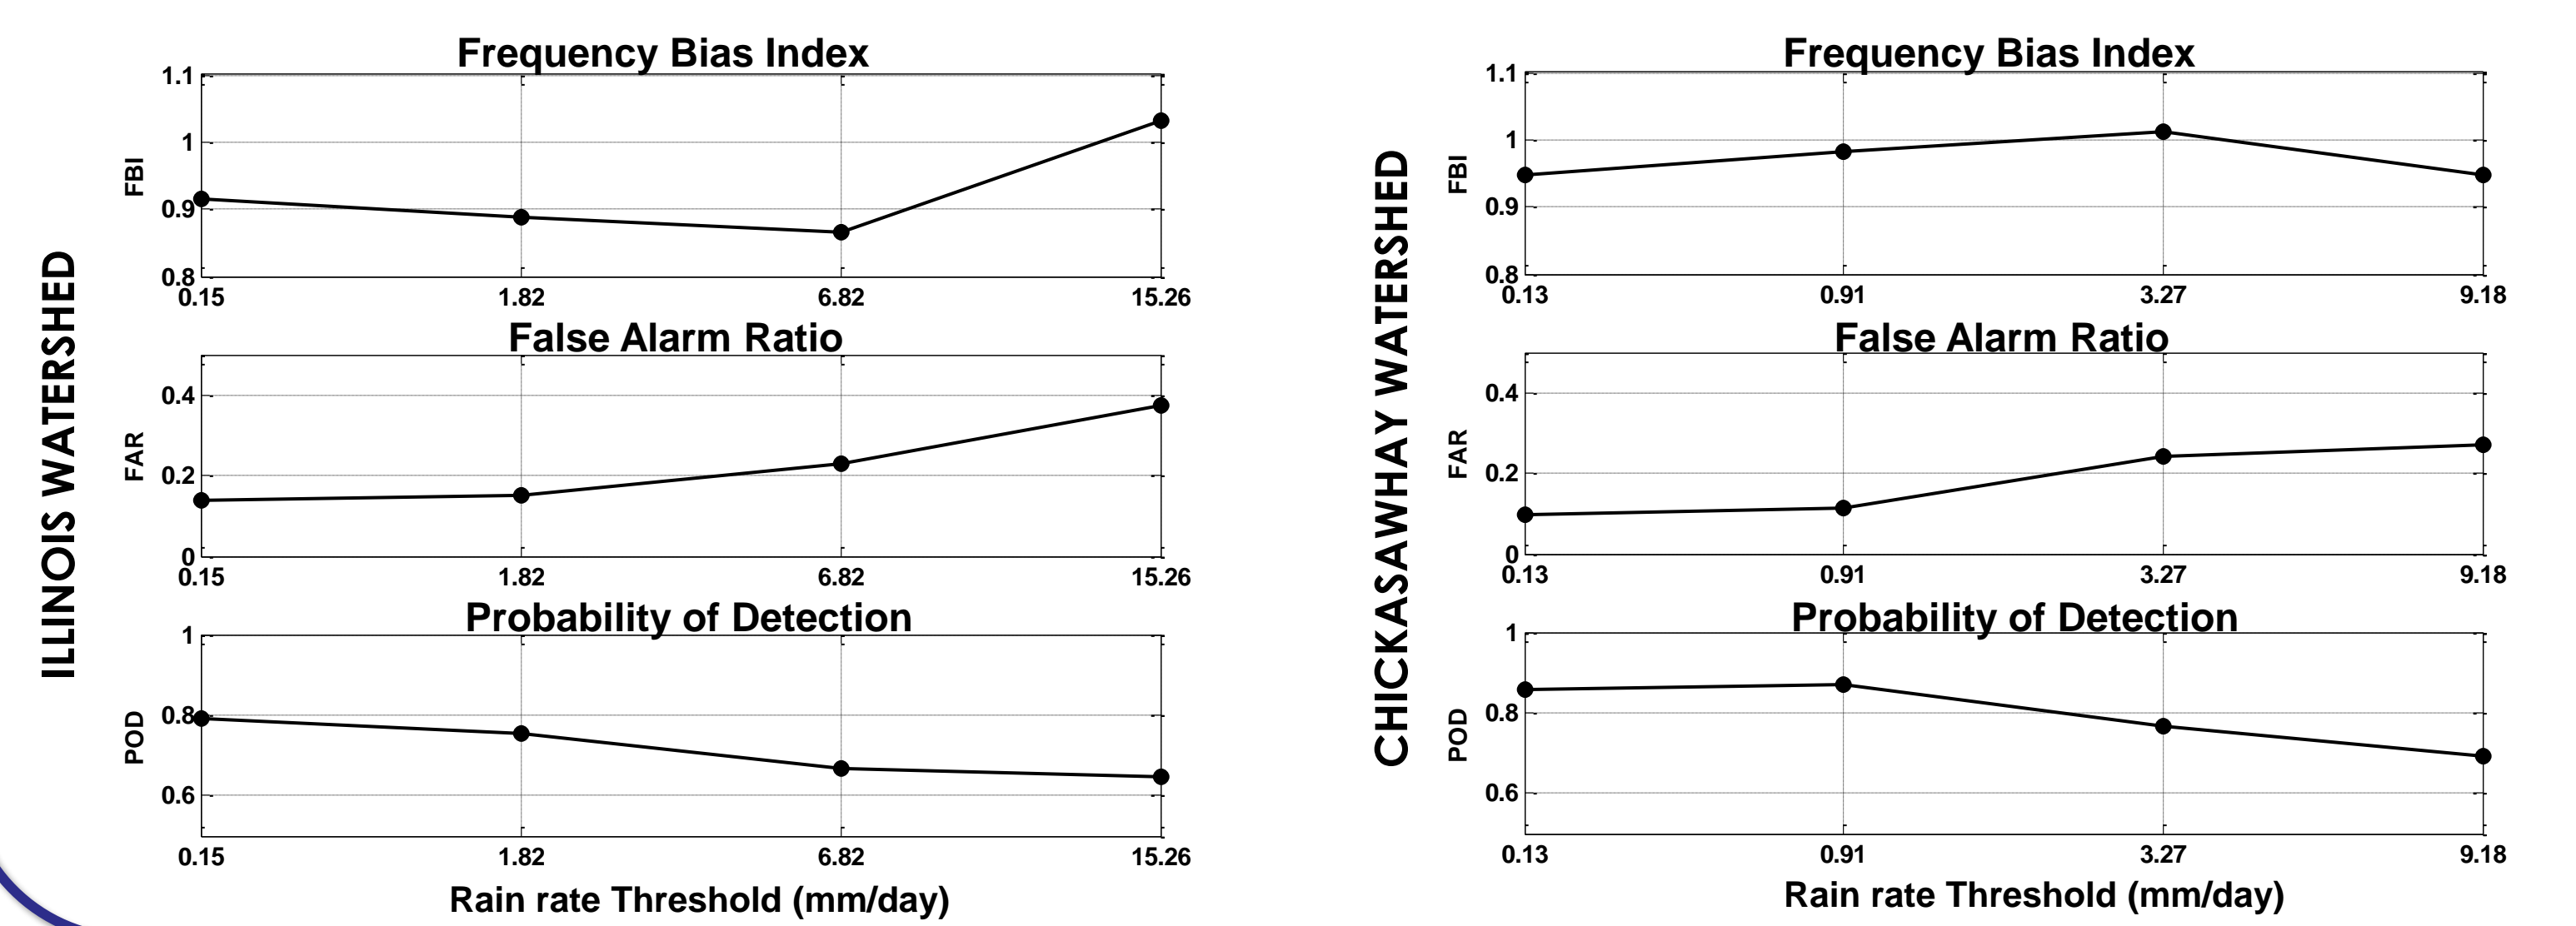 ILLINOIS WATERSHED
Frequency Bias Index
FBI
1.1
1
0.9
0.8
0.15 1.82 6.82 15.26
False Alarm Ratio
FAR
0.4
0.2
0
0.15 1.82 6.82 15.26
Probability of Detection
POD
1
0.8
0.6
0.15 1.82 6.82 15.26
Rain rate Threshold (mm/day)
CHICKASAWHAY WATERSHED
Frequency Bias Index
FBI
1.1
1
0.9
0.8
0.13 0.91 3.27 9.18
False Alarm Ratio
FAR
0.4
0.2
0
0.13 0.91 3.27 9.18
Probability of Detection
POD
1
0.8
0.6
0.13 0.91 3.27 9.18
Rain rate Threshold (mm/day)